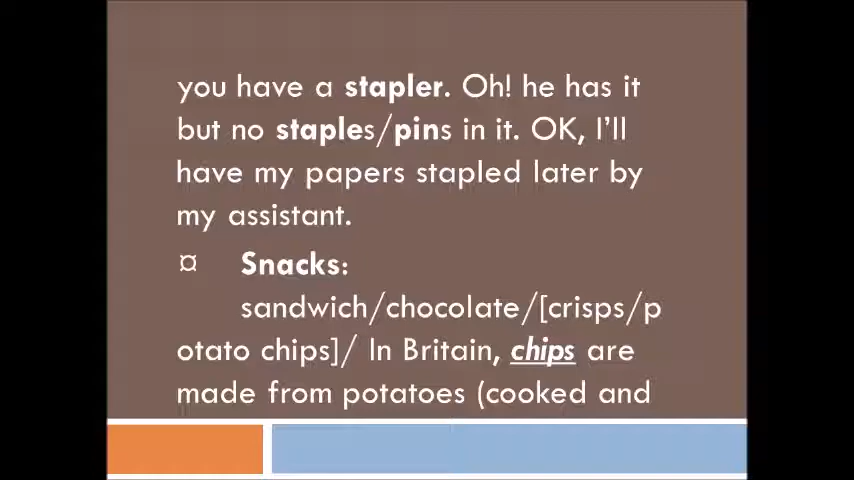 you have a stapler. Oh! he has it
but no staples/pins in it. OK, I'll
have my papers stapled later by
my assistant.
¤ Snacks:
sandwich/chocolate/[crisps/p
otato chips]/ In Britain, chips are
made from potatoes (cooked and